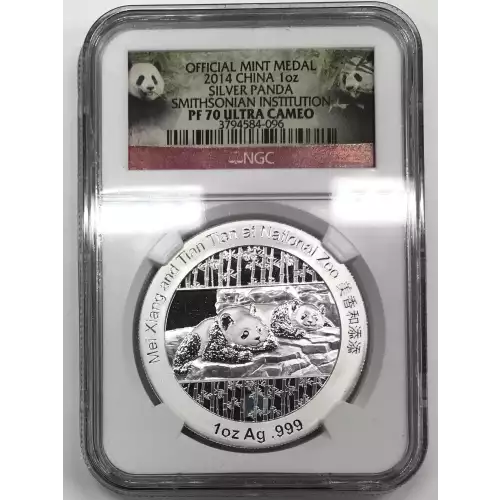 OFFICIAL MINT MEDAL
2014 CHINA 1oz
SILVER PANDA
SMITHSONIAN INSTITUTION
PF 70 ULTRA CAMEO
3794584-096
NGC
Mei Xiang and Tian Tian at National Zoo 美香和添添
1oz Ag .999